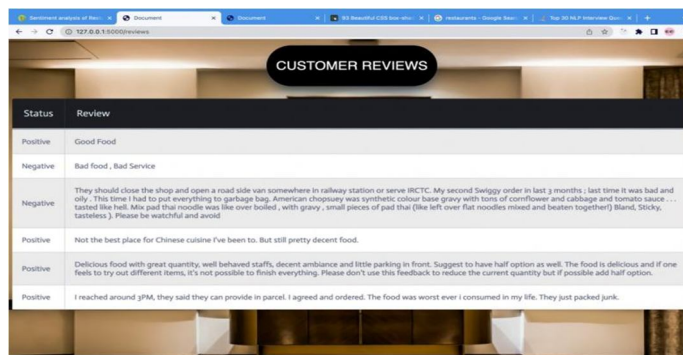 Sentiment analysis of Rest
Document
Document
93 Beautiful CSS box-shad
restaurants - Google Sear
Top 30 NLP Interview Que
127.0.0.1:5000/reviews
CUSTOMER REVIEWS
Status Review
Positive Good Food
Negative Bad food , Bad Service
They should close the shop and open a road side van somewhere in railway station or serve IRCTC. My second Swiggy order in last 3 months ; last time it was bad and
Negative oily . This time I had to put everything to garbage bag. American chopsuey was synthetic colour base gravy with tons of cornflower and cabbage and tomato sauce . . .
tasted like hell. Mix pad thai noodle was like over boiled , with gravy , small pieces of pad thai (like left over flat noodles mixed and beaten together!) Bland, Sticky,
tasteless ). Please be watchful and avoid
Positive Not the best place for Chinese cuisine I've been to. But still pretty decent food.
Positive Delicious food with great quantity, well behaved staffs, decent ambiance and little parking in front. Suggest to have half option as well. The food is delicious and if one
feels to try out different items, it's not possible to finish everything. Please don't use this feedback to reduce the current quantity but if possible add half option.
Positive I reached around 3PM, they said they can provide in parcel. I agreed and ordered. The food was worst ever i consumed in my life. They just packed junk.